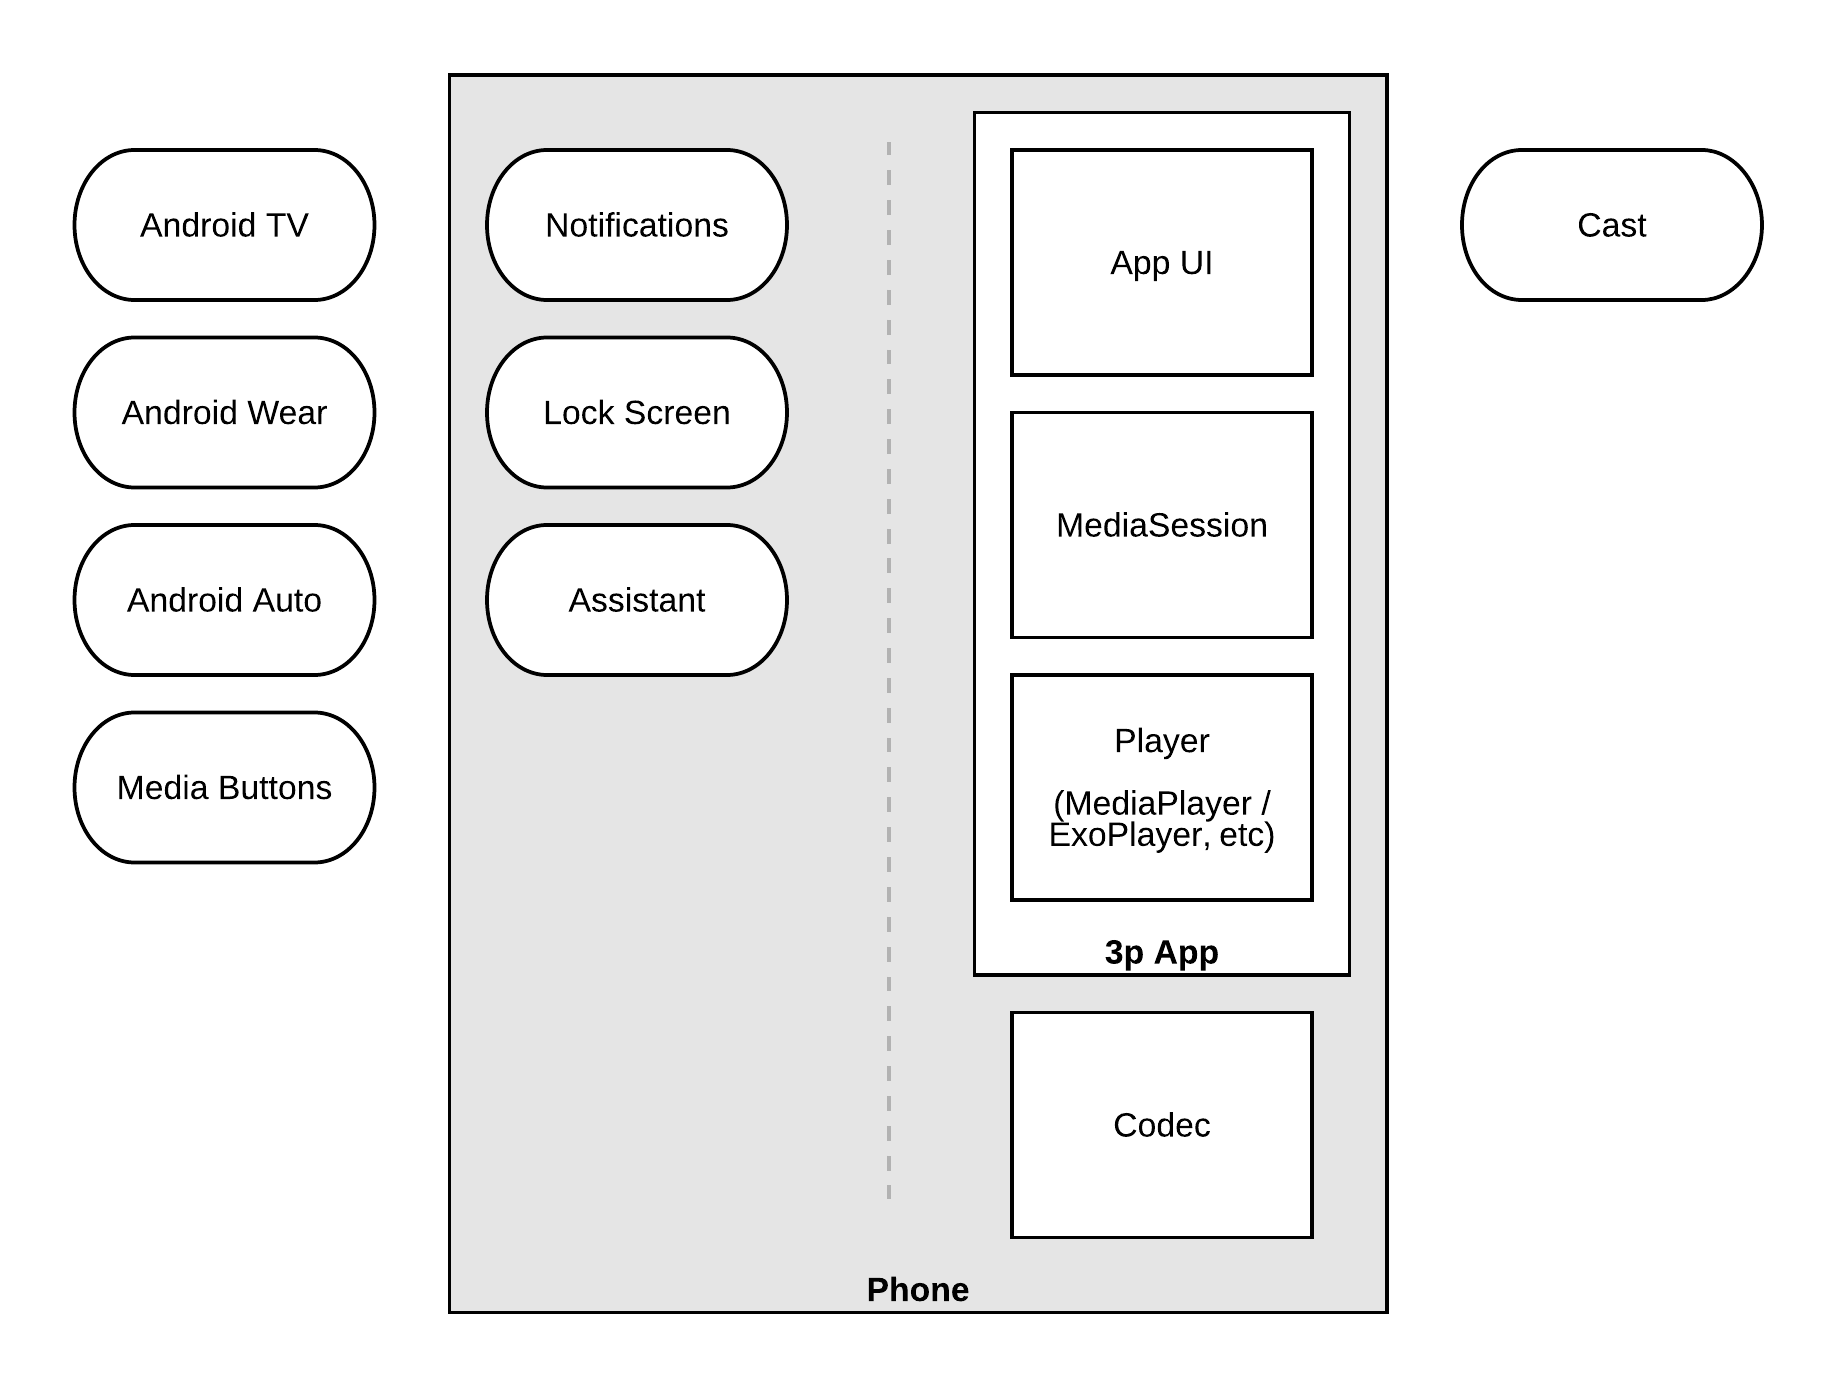 Android TV
Android Wear
Android Auto
Media Buttons
Notifications
Lock Screen
Assistant
App UI
MediaSession
Player
(MediaPlayer /
ExoPlayer, etc)
3p App
Codec
Phone
Cast